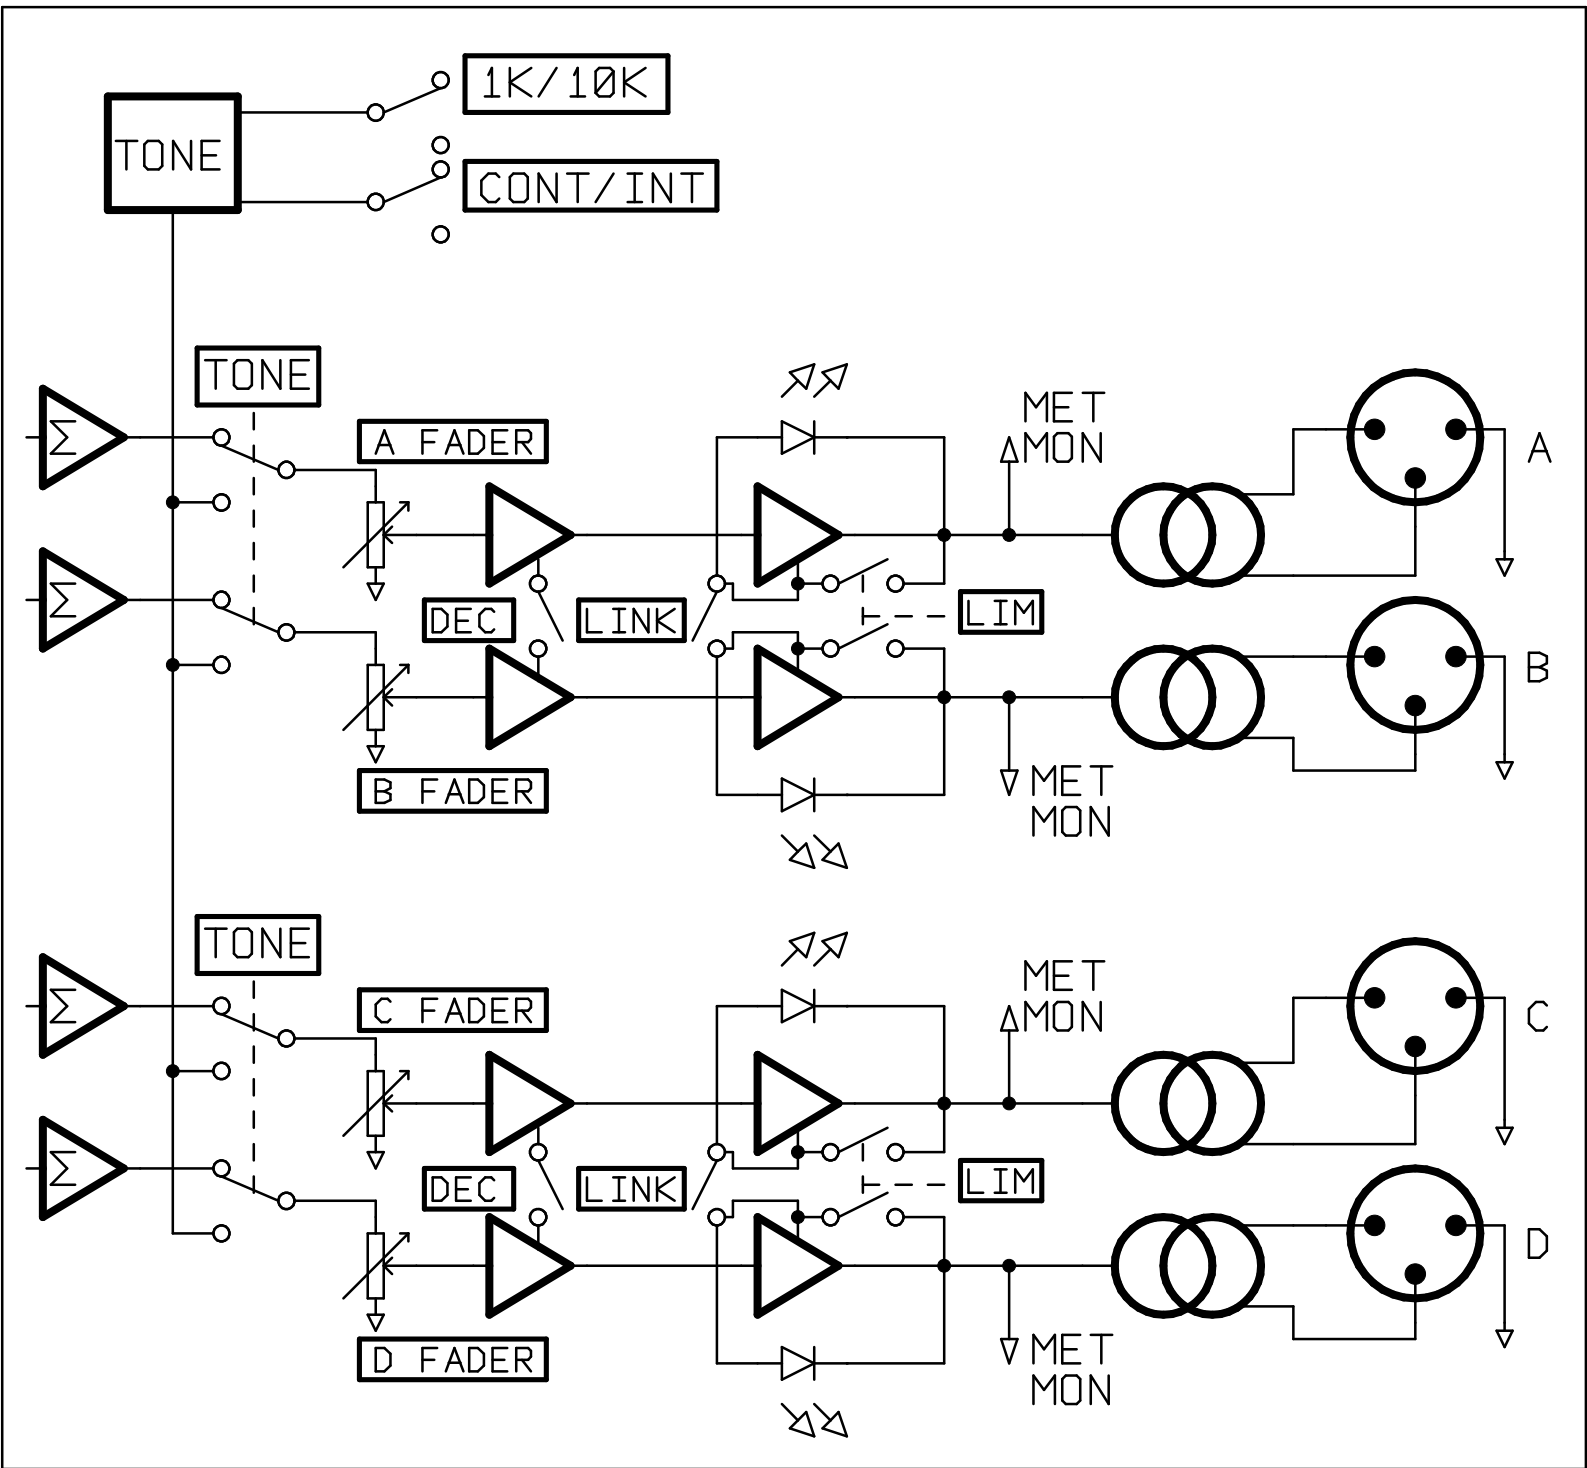 1K/10K
TONE
CONT/INT
TONE
A FADER
MET
MON
A
Σ
Σ
DEC
LINK
LIM
B
B FADER
MET
MON
TONE
C FADER
MET
MON
C
Σ
Σ
DEC
LINK
LIM
D
D FADER
MET
MON